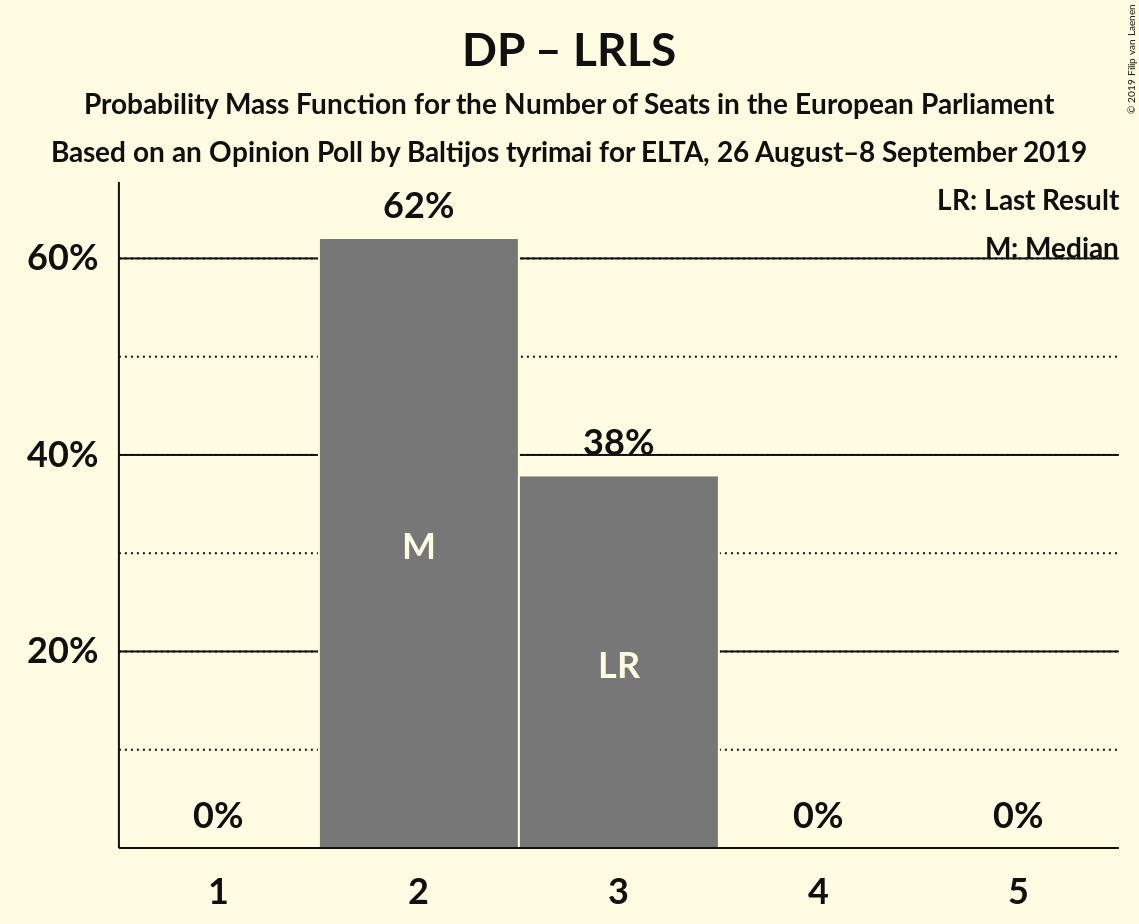 DP – LRLS
Probability Mass Function for the Number of Seats in the European Parliament
Based on an Opinion Poll by Baltijos tyrimai for ELTA, 26 August–8 September 2019
© 2019 Filip van Laenen
LR: Last Result
M: Median
62%
60%
38%
40%
M
LR
20%
0%
0%
0%
1
2
3
4
5